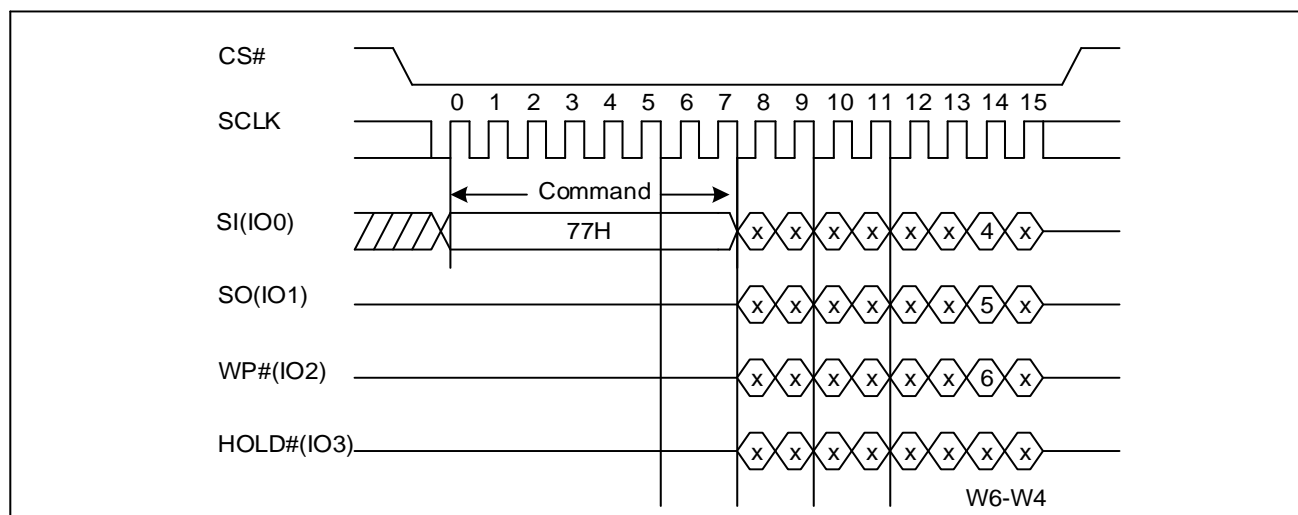 CS#
0 1 2 3 4 5 6 7 8 9 10 11 12 13 14 15
SCLK
Command
SI(IO0) 77H x x x x x x 4 x
SO(IO1) x x x x x x 5 x
WP#(IO2) x x x x x x 6 x
HOLD#(IO3) x x x x x x x x
W6-W4